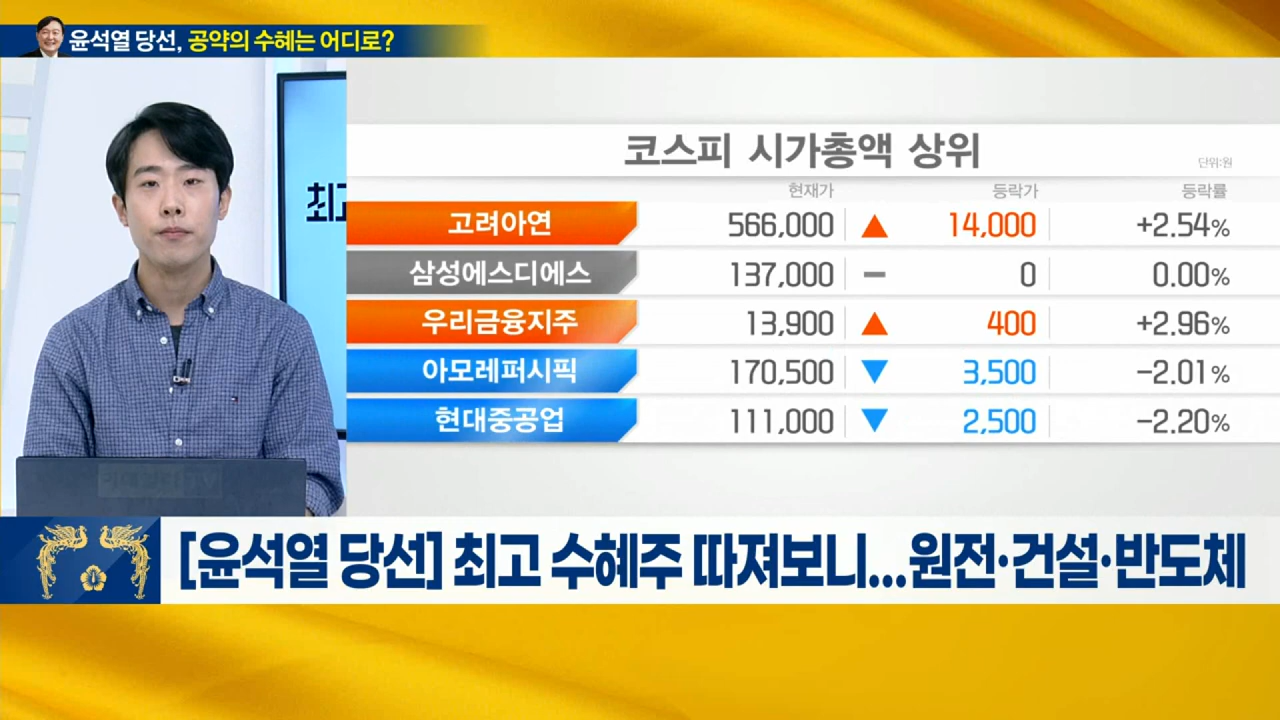 윤석열 당선, 공약의 수혜는 어디로?
최고
코스피 시가총액 상위
단위:원
현재가 등락가 등락률
고려아연 566,000 ▲ 14,000 +2.54%
삼성에스디에스 137,000 － 0 0.00%
우리금융지주 13,900 ▲ 400 +2.96%
아모레퍼시픽 170,500 ▼ 3,500 -2.01%
현대중공업 111,000 ▼ 2,500 -2.20%
[윤석열 당선] 최고 수혜주 따져보니...원전·건설·반도체